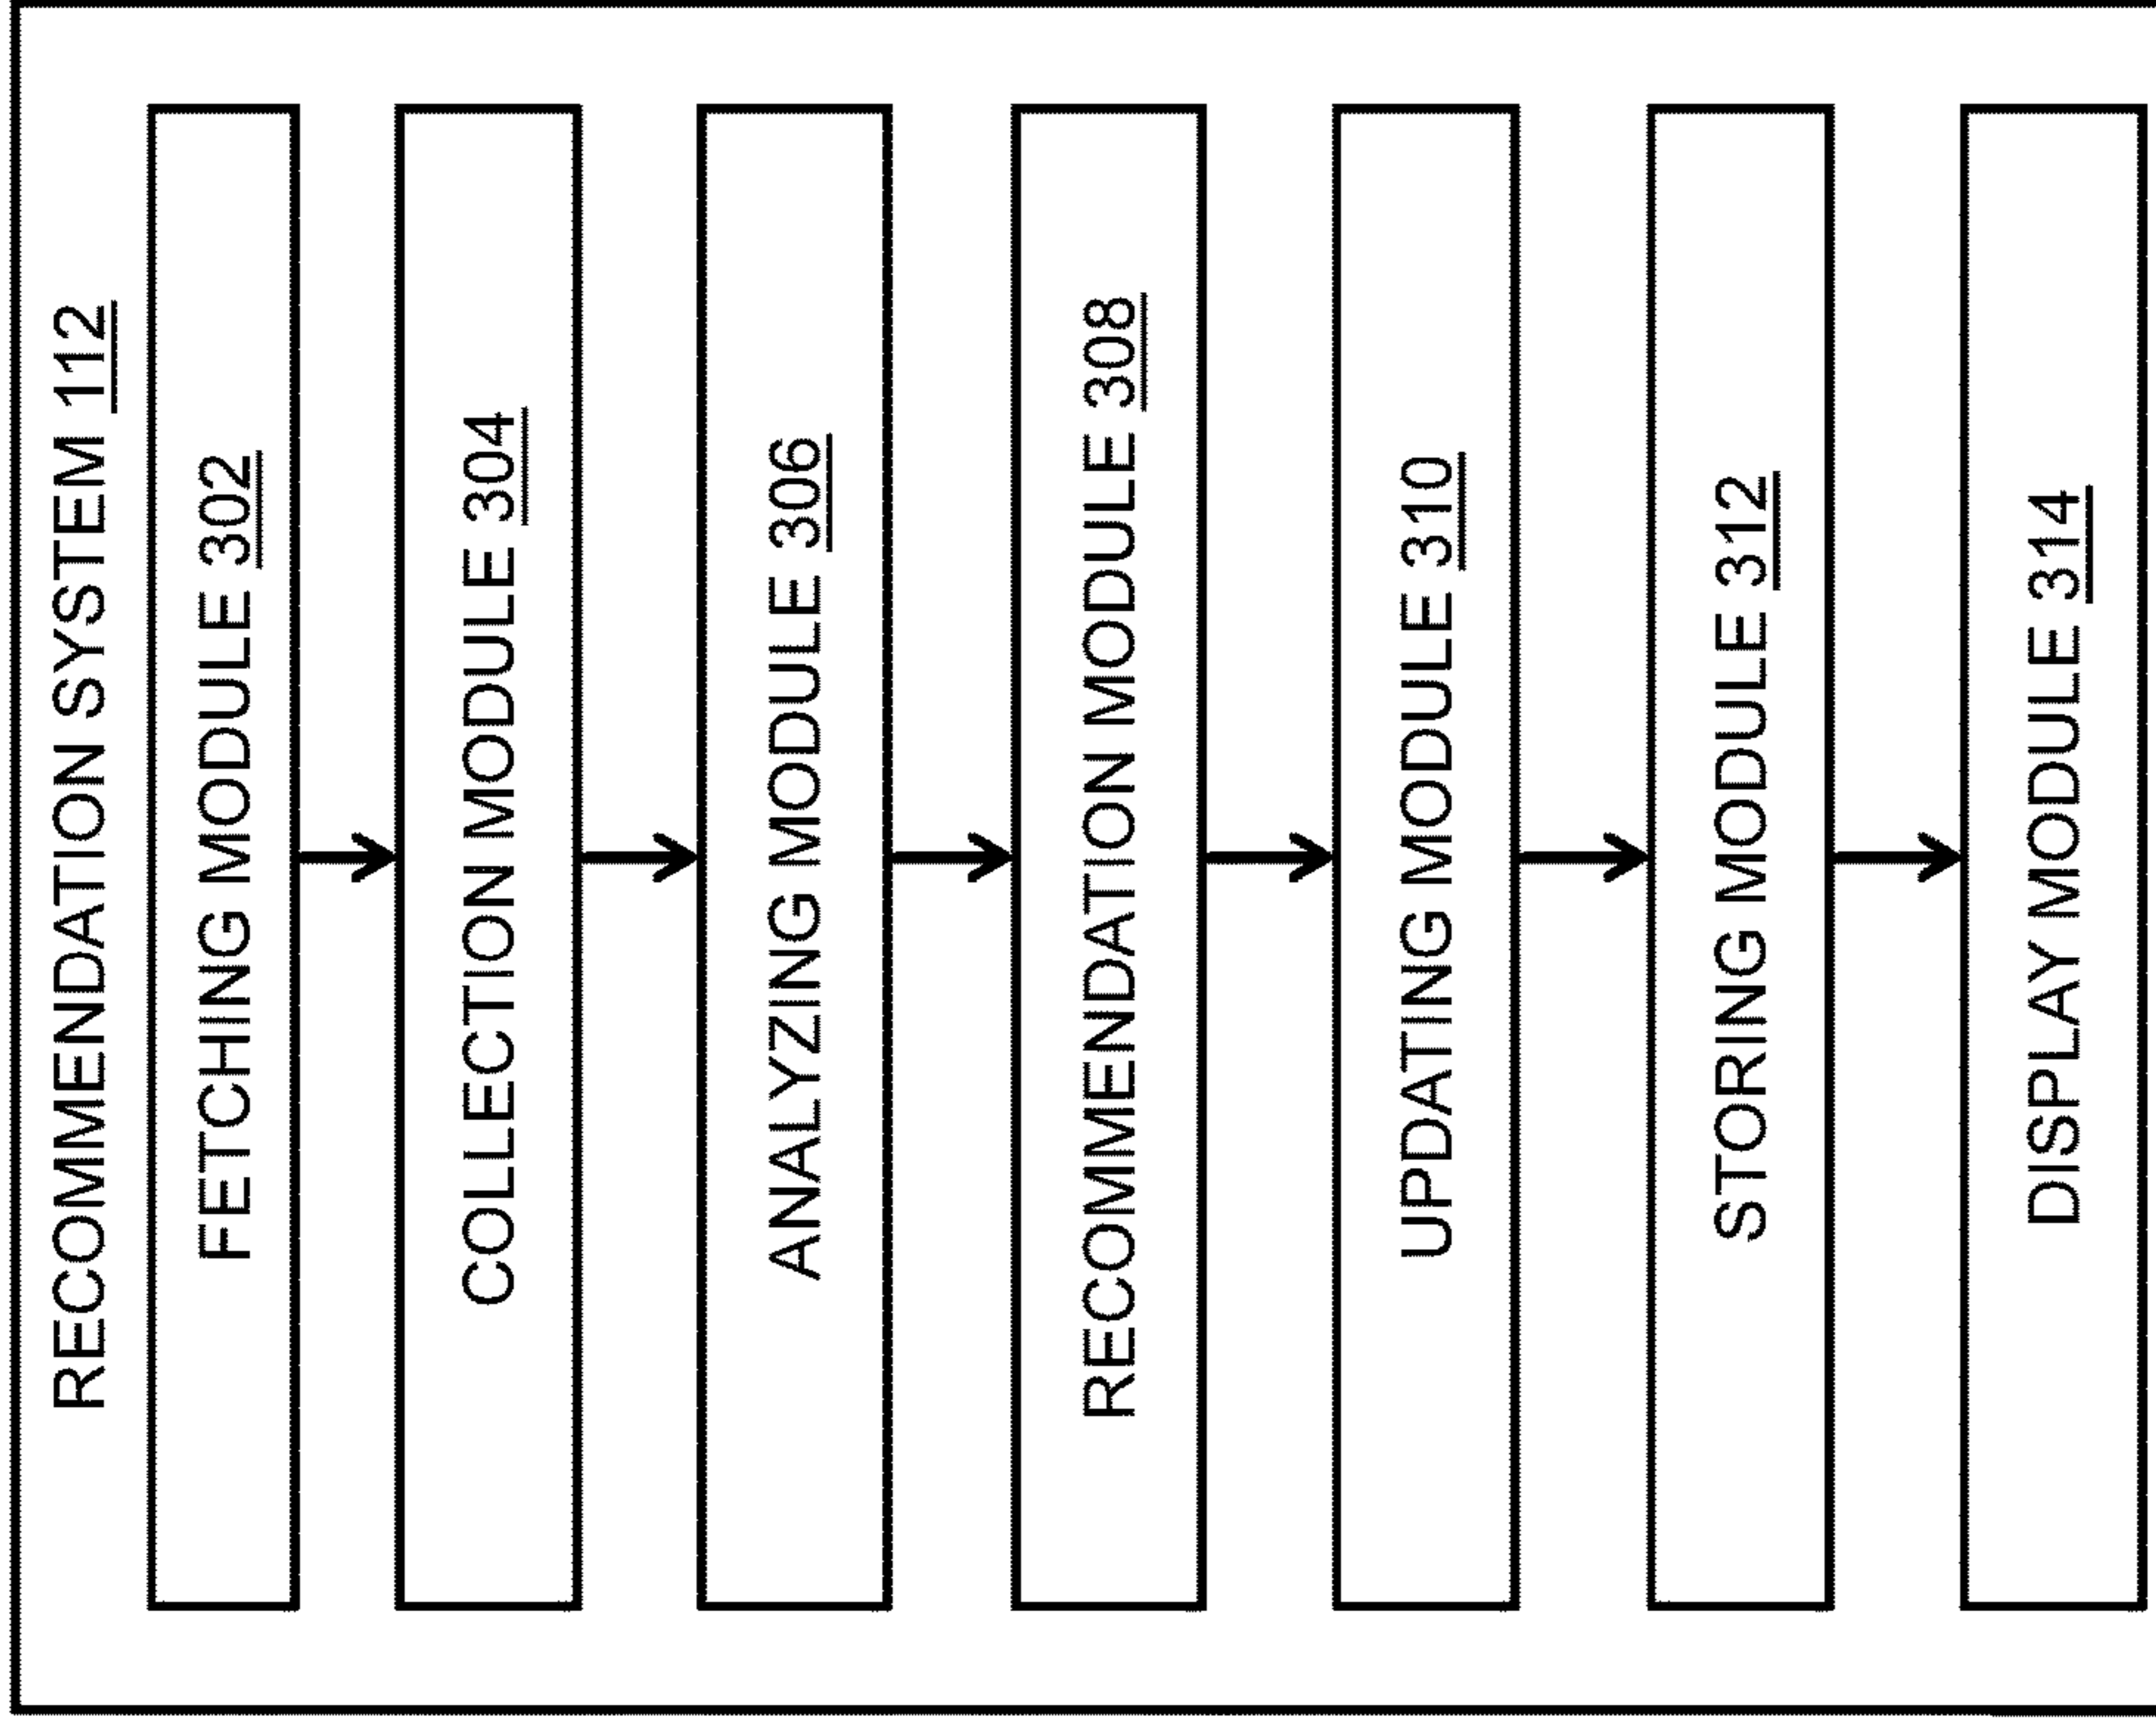 RECOMMENDATION SYSTEM 112
FETCHING MODULE 302
COLLECTION MODULE 304
ANALYZING MODULE 306
RECOMMENDATION MODULE 308
UPDATING MODULE 310
STORING MODULE 312
DISPLAY MODULE 314